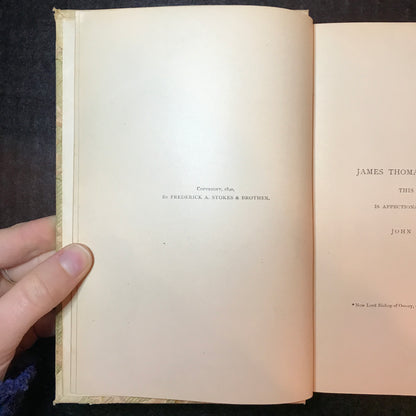 Copyright, 1890,
By FREDERICK A. STOKES & BROTHER.
JAMES THOMA
THIS
IS AFFECTIONA
JOHN
* Now Lord Bishop of Ossory,